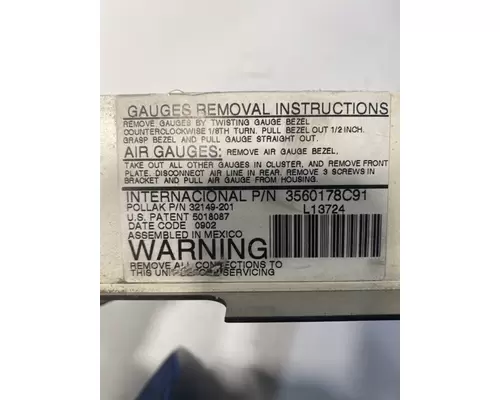 GAUGES REMOVAL INSTRUCTIONS
REMOVE GAUGES BY TWISTING GAUGE BEZEL
COUNTERCLOCKWISE 1/8TH TURN. PULL BEZEL OUT 1/2 INCH.
GRASP BEZEL AND PULL GAUGE STRAIGHT OUT.
AIR GAUGES: REMOVE AIR GAUGE BEZEL,
TAKE OUT ALL OTHER GAUGES IN CLUSTER, AND REMOVE FRONT
PLATE. DISCONNECT AIR LINE IN REAR. REMOVE 3 SCREWS IN
BRACKET AND PULL AIR GAUGE FROM HOUSING.
INTERNACIONAL P/N 3560178C91
POLLAK P/N 32149-201 L13724
U.S. PATENT 5018087
DATE CODE 0902
ASSEMBLED IN MEXICO
WARNING
REMOVE ALL CONNECTIONS TO
THIS UNIT BEFORE SERVICING